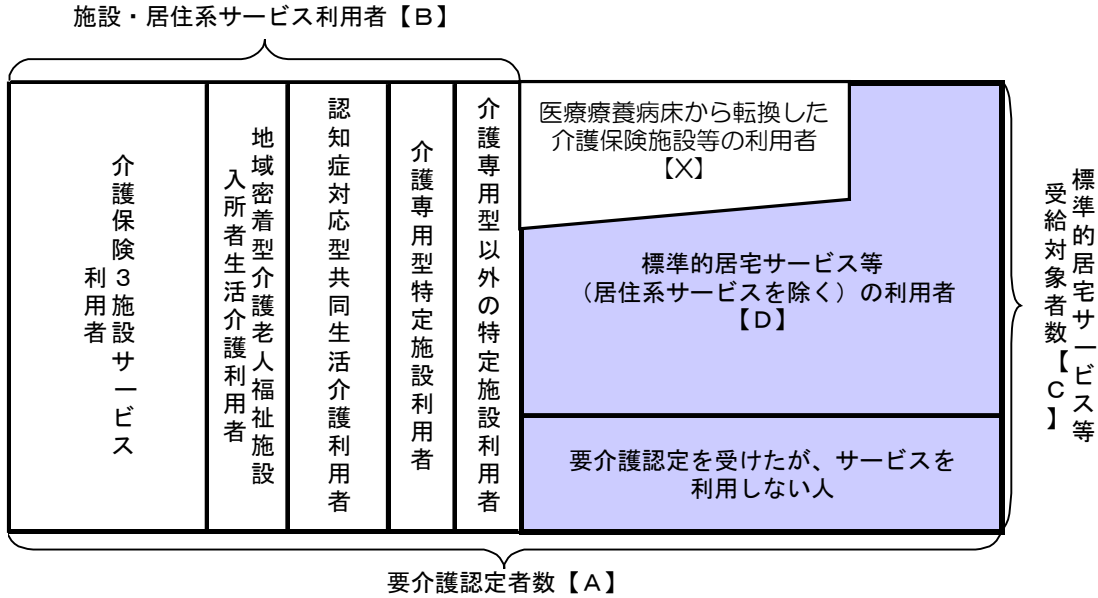 施設・居住系サービス利用者【B】
介護保険３施設サービス
利用者
地域密着型介護老人福祉施設
入所者生活介護利用者
認知症対応型共同生活介護利用者
介護専用型特定施設利用者
介護専用型以外の特定施設利用者
医療療養病床から転換した
介護保険施設等の利用者
【X】
標準的居宅サービス等
（居住系サービスを除く）の利用者
【D】
要介護認定を受けたが、サービスを
利用しない人
標準的居宅サービス等
受給対象者数【C】
要介護認定者数【A】